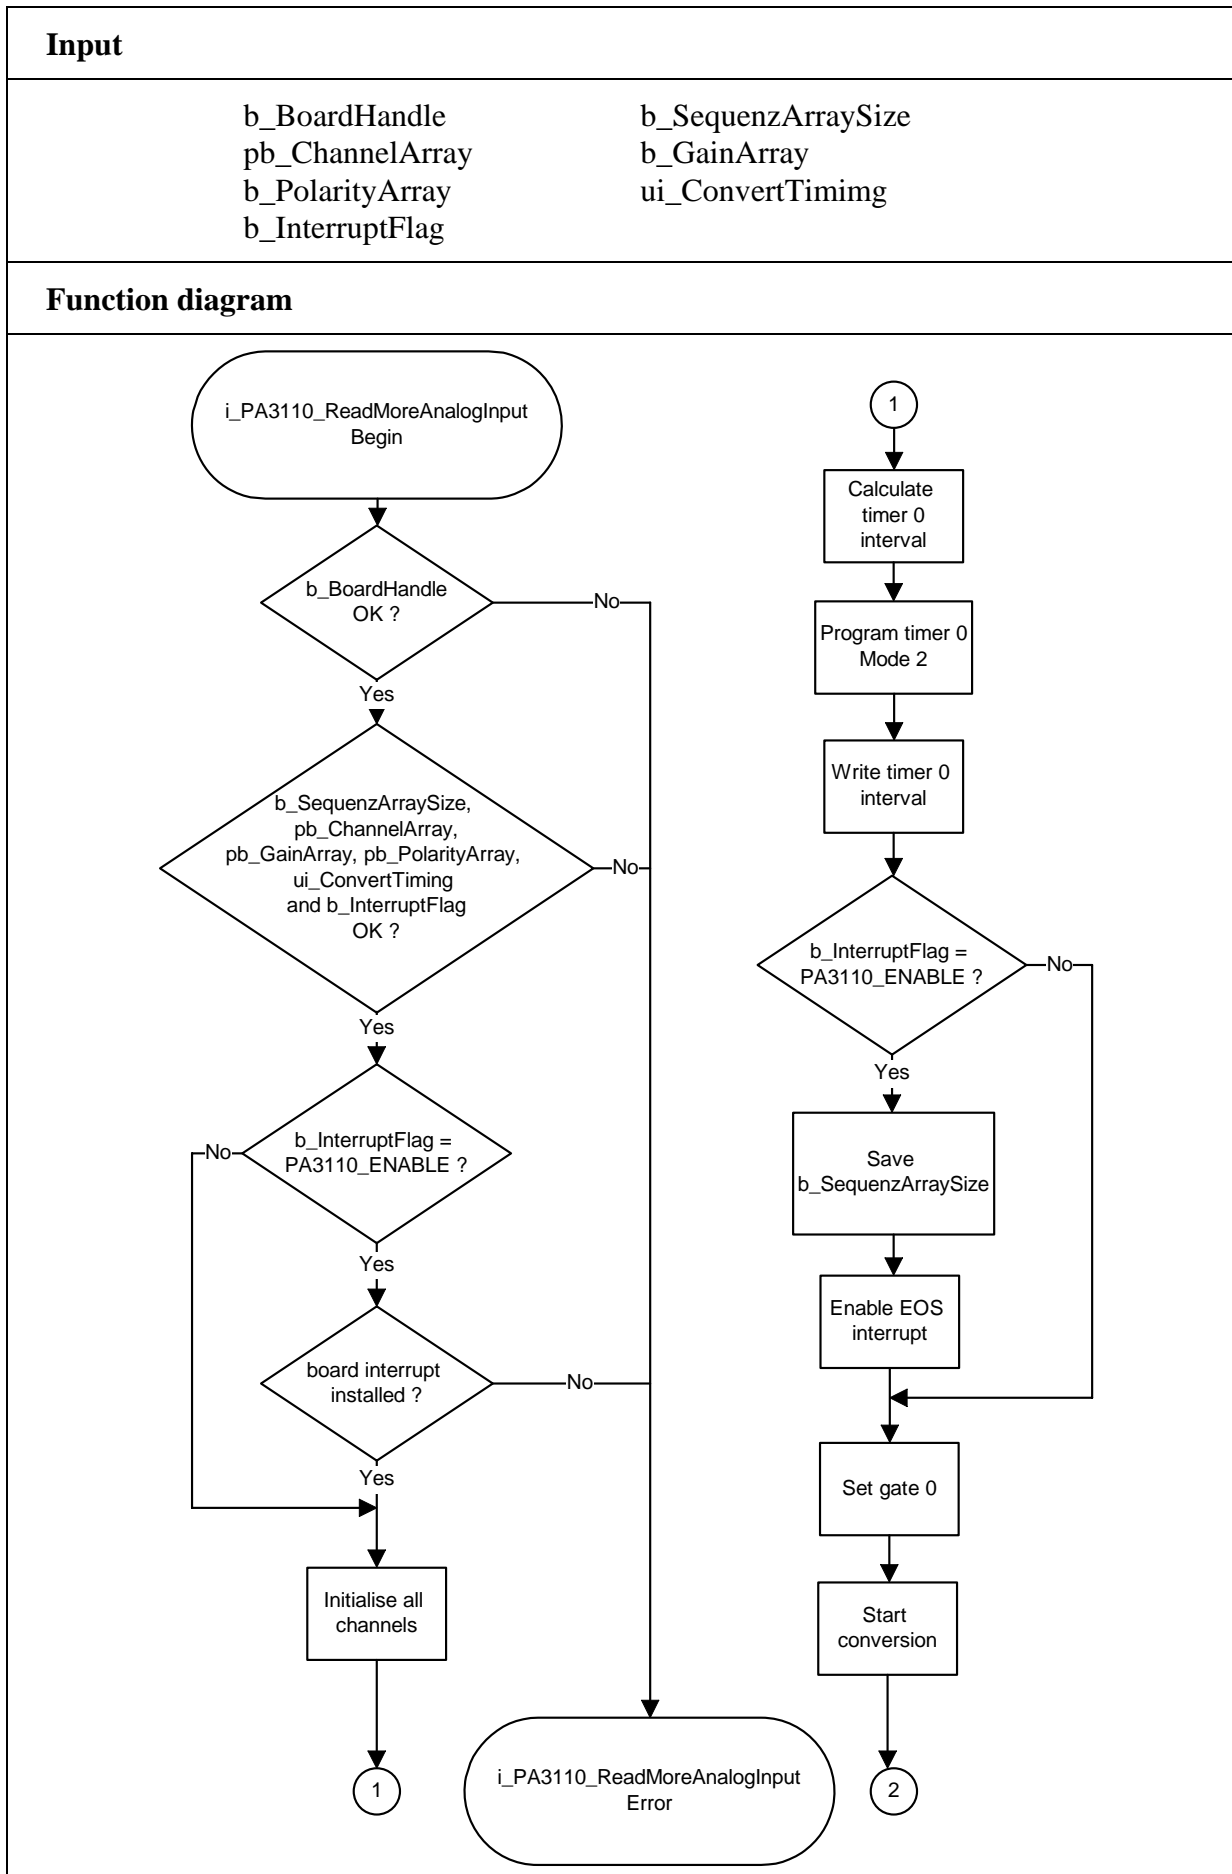 Input
b_BoardHandle b_SequenzArraySize
pb_ChannelArray b_GainArray
b_PolarityArray ui_ConvertTimimg
b_InterruptFlag
Function diagram
i_PA3110_ReadMoreAnalogInput
Begin
b_BoardHandle
OK ?
No
Yes
b_SequenzArraySize,
pb_ChannelArray,
pb_GainArray, pb_PolarityArray,
ui_ConvertTiming
and b_InterruptFlag
OK ?
No
Yes
b_InterruptFlag =
PA3110_ENABLE ?
No
Yes
board interrupt
installed ?
No
Yes
Initialise all
channels
1
i_PA3110_ReadMoreAnalogInput
Error
1
Calculate
timer 0
interval
Program timer 0
Mode 2
Write timer 0
interval
b_InterruptFlag =
PA3110_ENABLE ?
No
Yes
Save
b_SequenzArraySize
Enable EOS
interrupt
Set gate 0
Start
conversion
2